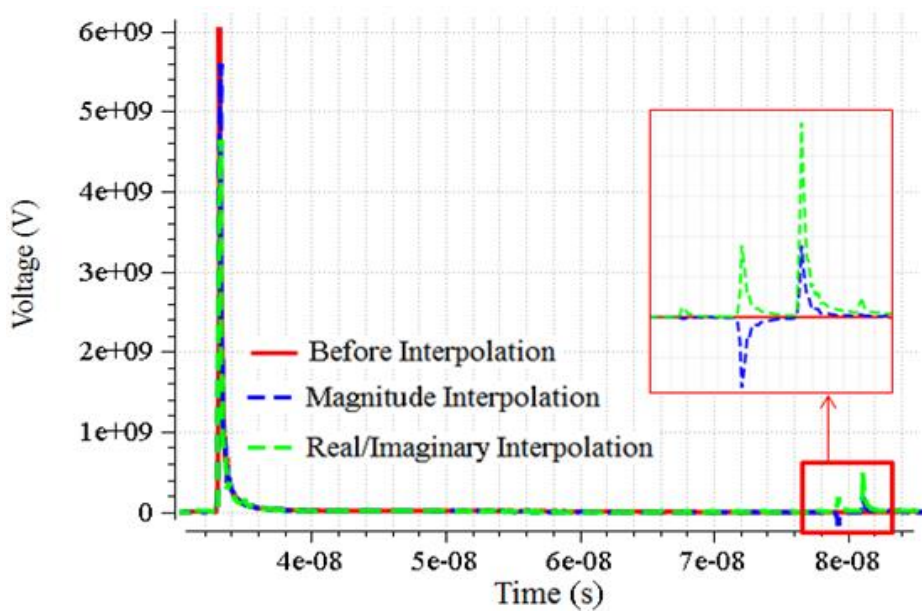 6e+09
5e+09
4e+09
3e+09
2e+09
1e+09
0
Voltage (V)
Before Interpolation
Magnitude Interpolation
Real/Imaginary Interpolation
4e-08
5e-08
6e-08
7e-08
8e-08
Time (s)